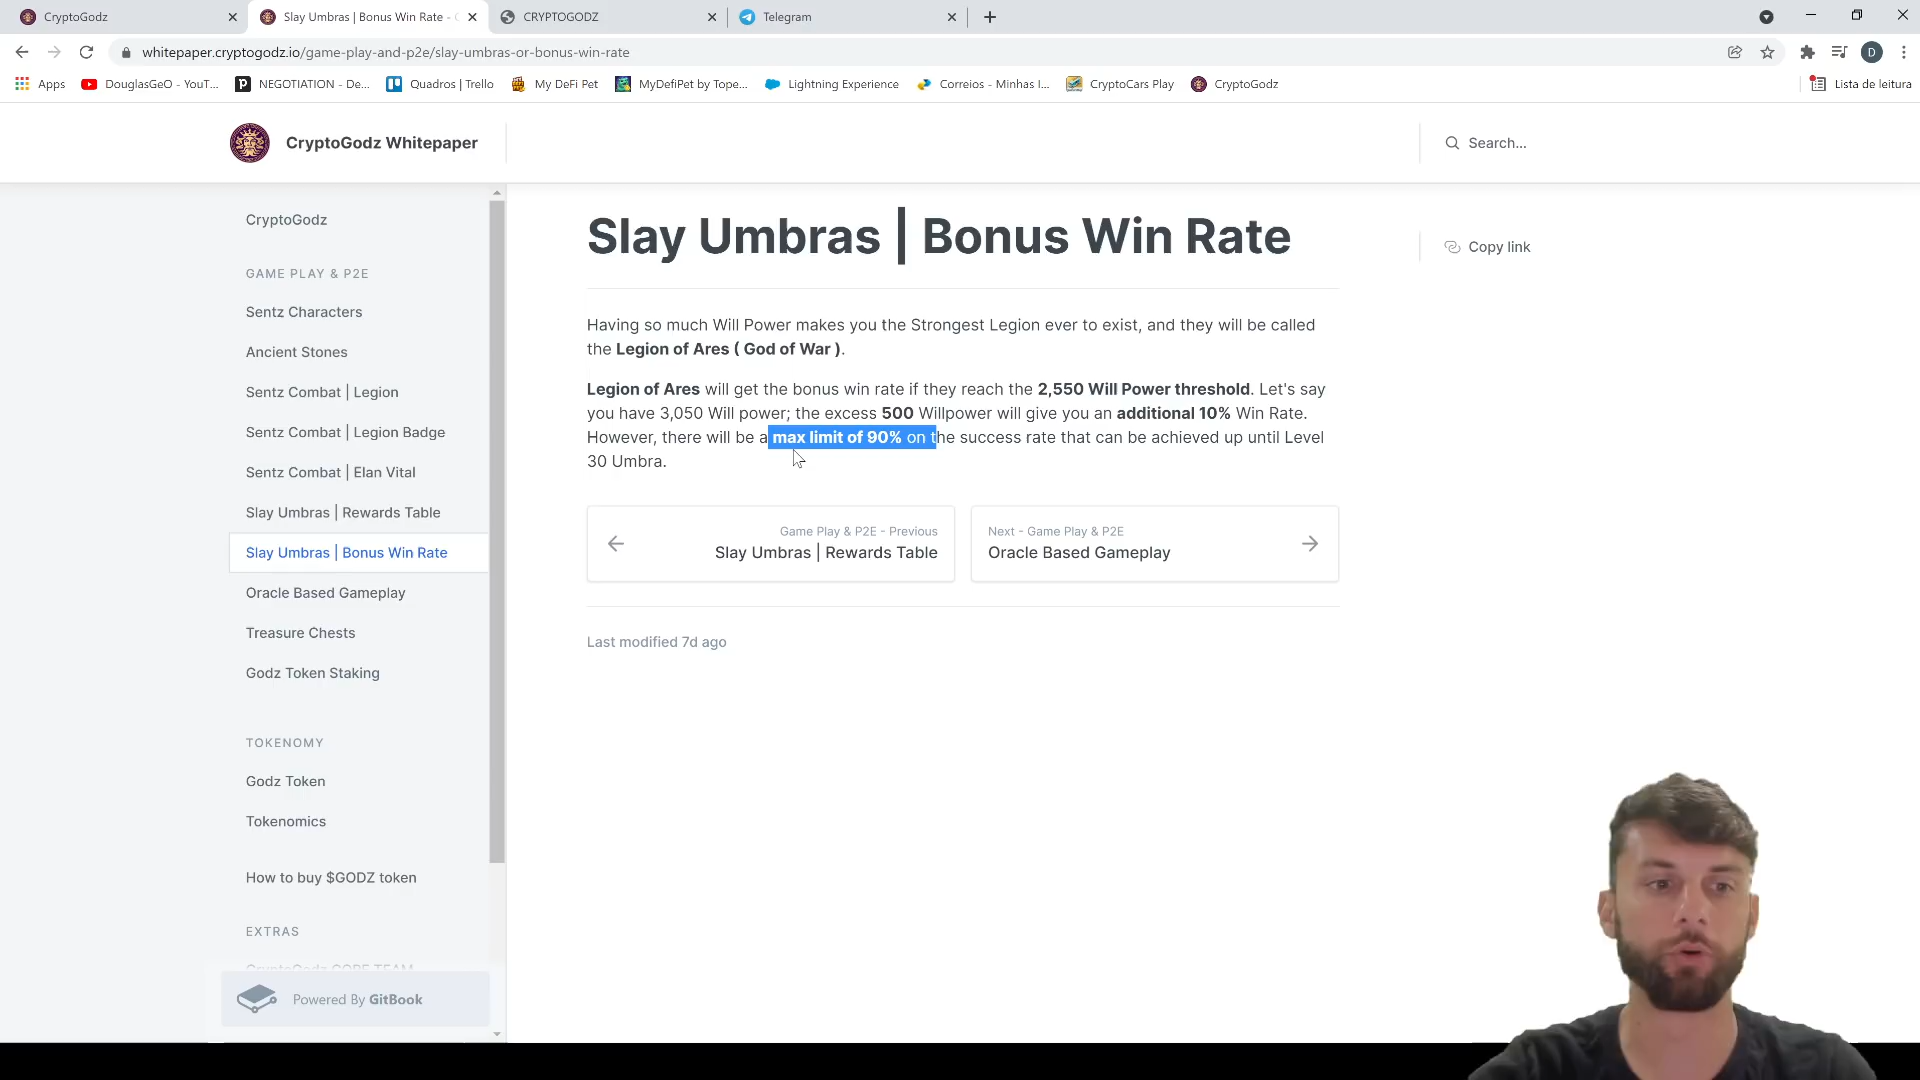 CryptoGodz
Slay Umbras | Bonus Win Rate -
CRYPTOGODZ
Telegram
whitepaper.cryptogodz.io/game-play-and-p2e/slay-umbras-or-bonus-win-rate
D
Apps
DouglasGeO - YouT...
NEGOTIATION - De...
Quadros | Trello
My DeFi Pet
MyDefiPet by Tope...
Lightning Experience
Correios - Minhas I...
CryptoCars Play
CryptoGodz
Lista de leitura
CryptoGodz Whitepaper
Search...
CryptoGodz
GAME PLAY & P2E
Sentz Characters
Ancient Stones
Sentz Combat | Legion
Sentz Combat | Legion Badge
Sentz Combat | Elan Vital
Slay Umbras | Rewards Table
Slay Umbras | Bonus Win Rate
Oracle Based Gameplay
Treasure Chests
Godz Token Staking
TOKENOMY
Godz Token
Tokenomics
How to buy $GODZ token
EXTRAS
CryptoGodz CORE TEAM
Powered By GitBook
Slay Umbras | Bonus Win Rate
Copy link
Having so much Will Power makes you the Strongest Legion ever to exist, and they will be called
the Legion of Ares ( God of War ).
Legion of Ares will get the bonus win rate if they reach the 2,550 Will Power threshold. Let's say
you have 3,050 Will power; the excess 500 Willpower will give you an additional 10% Win Rate.
However, there will be a max limit of 90% on the success rate that can be achieved up until Level
30 Umbra.
Game Play & P2E - Previous
Slay Umbras | Rewards Table
Next - Game Play & P2E
Oracle Based Gameplay
Last modified 7d ago